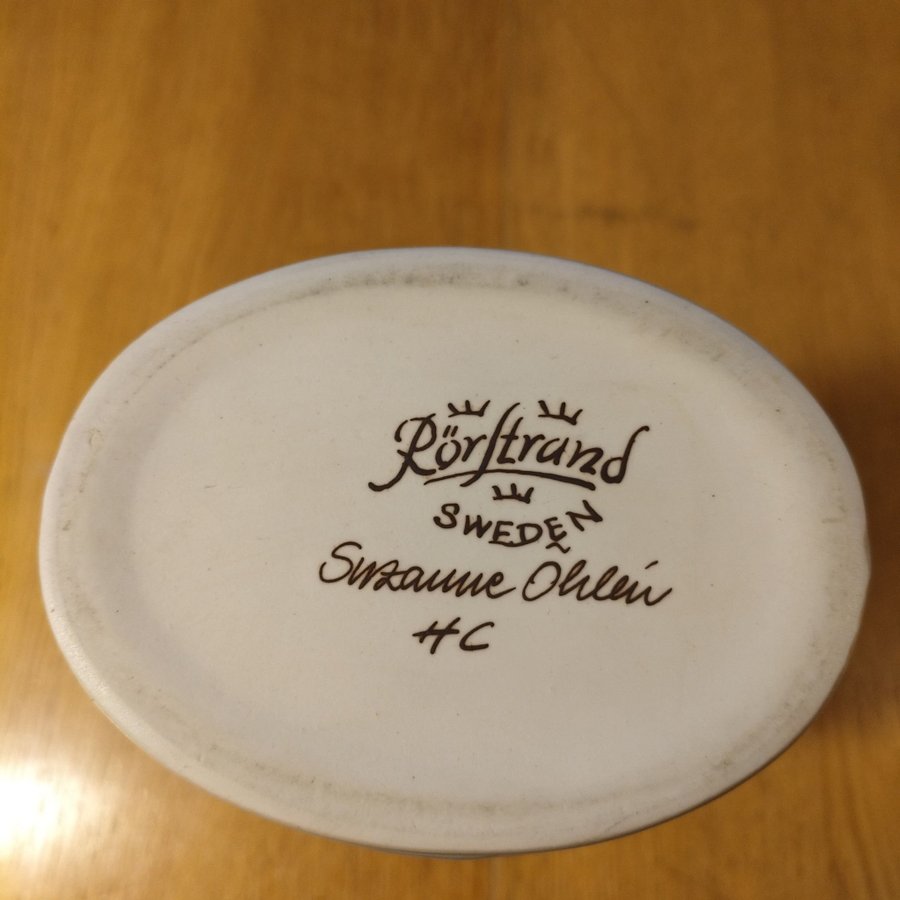 Rörstrand
SWEDEN
Suzanne Öhlén
HC